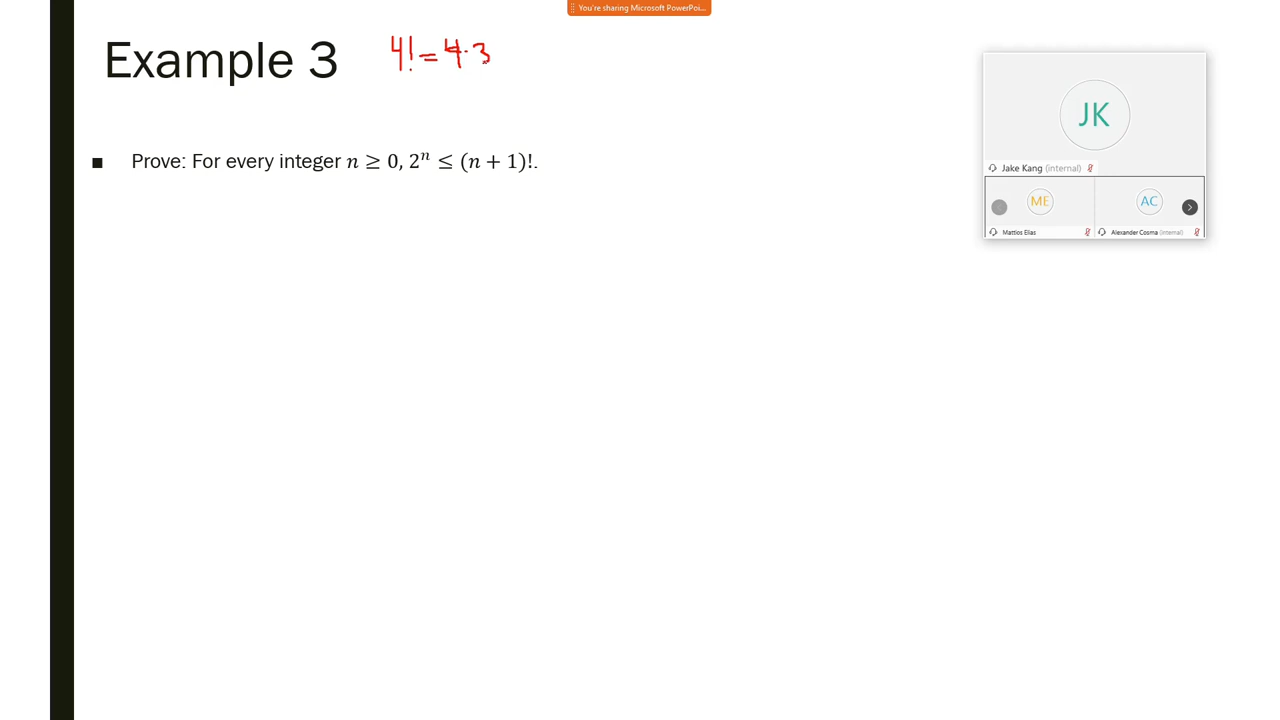 You're sharing Microsoft PowerPoi...
Example 3
4! = 4·3
■ Prove: For every integer n ≥ 0, 2ⁿ ≤ (n + 1)!.
JK
Jake Kang (internal)
ME
AC
Mattios Elias
Alexander Cosma (internal)